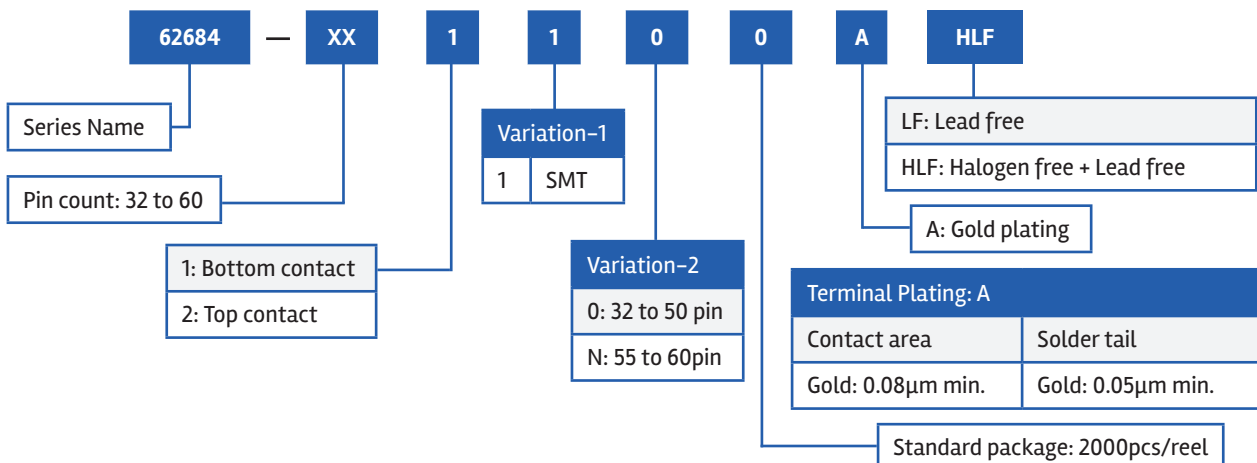 62684 — XX 1 1 0 0 A HLF
Series Name
Pin count: 32 to 60
1: Bottom contact
2: Top contact
Variation-1
1 SMT
Variation-2
0: 32 to 50 pin
N: 55 to 60pin
LF: Lead free
HLF: Halogen free + Lead free
A: Gold plating
Terminal Plating: A
Contact area Solder tail
Gold: 0.08µm min. Gold: 0.05µm min.
Standard package: 2000pcs/reel